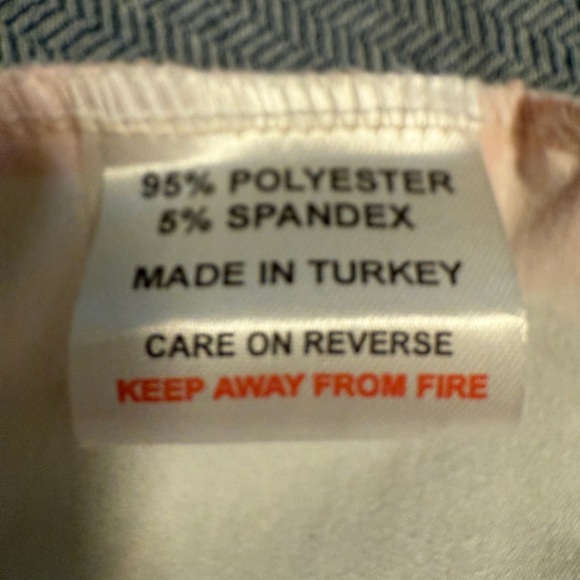 95% POLYESTER
5% SPANDEX
MADE IN TURKEY
CARE ON REVERSE
KEEP AWAY FROM FIRE